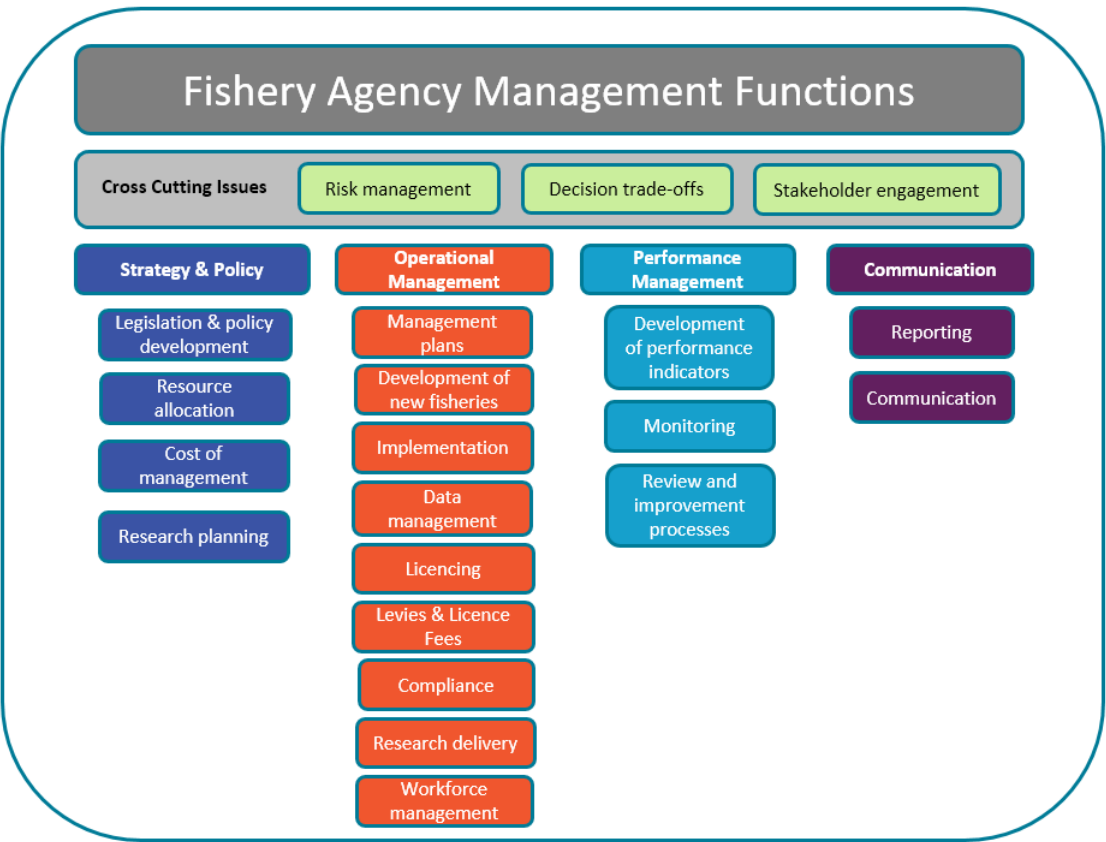 Fishery Agency Management Functions
Cross Cutting Issues
Risk management
Decision trade-offs
Stakeholder engagement
Strategy & Policy
Legislation & policy
development
Resource
allocation
Cost of
management
Research planning
Operational
Management
Management
plans
Development of
new fisheries
Implementation
Data
management
Licencing
Levies & Licence
Fees
Compliance
Research delivery
Workforce
management
Performance
Management
Development
of performance
indicators
Monitoring
Review and
improvement
processes
Communication
Reporting
Communication